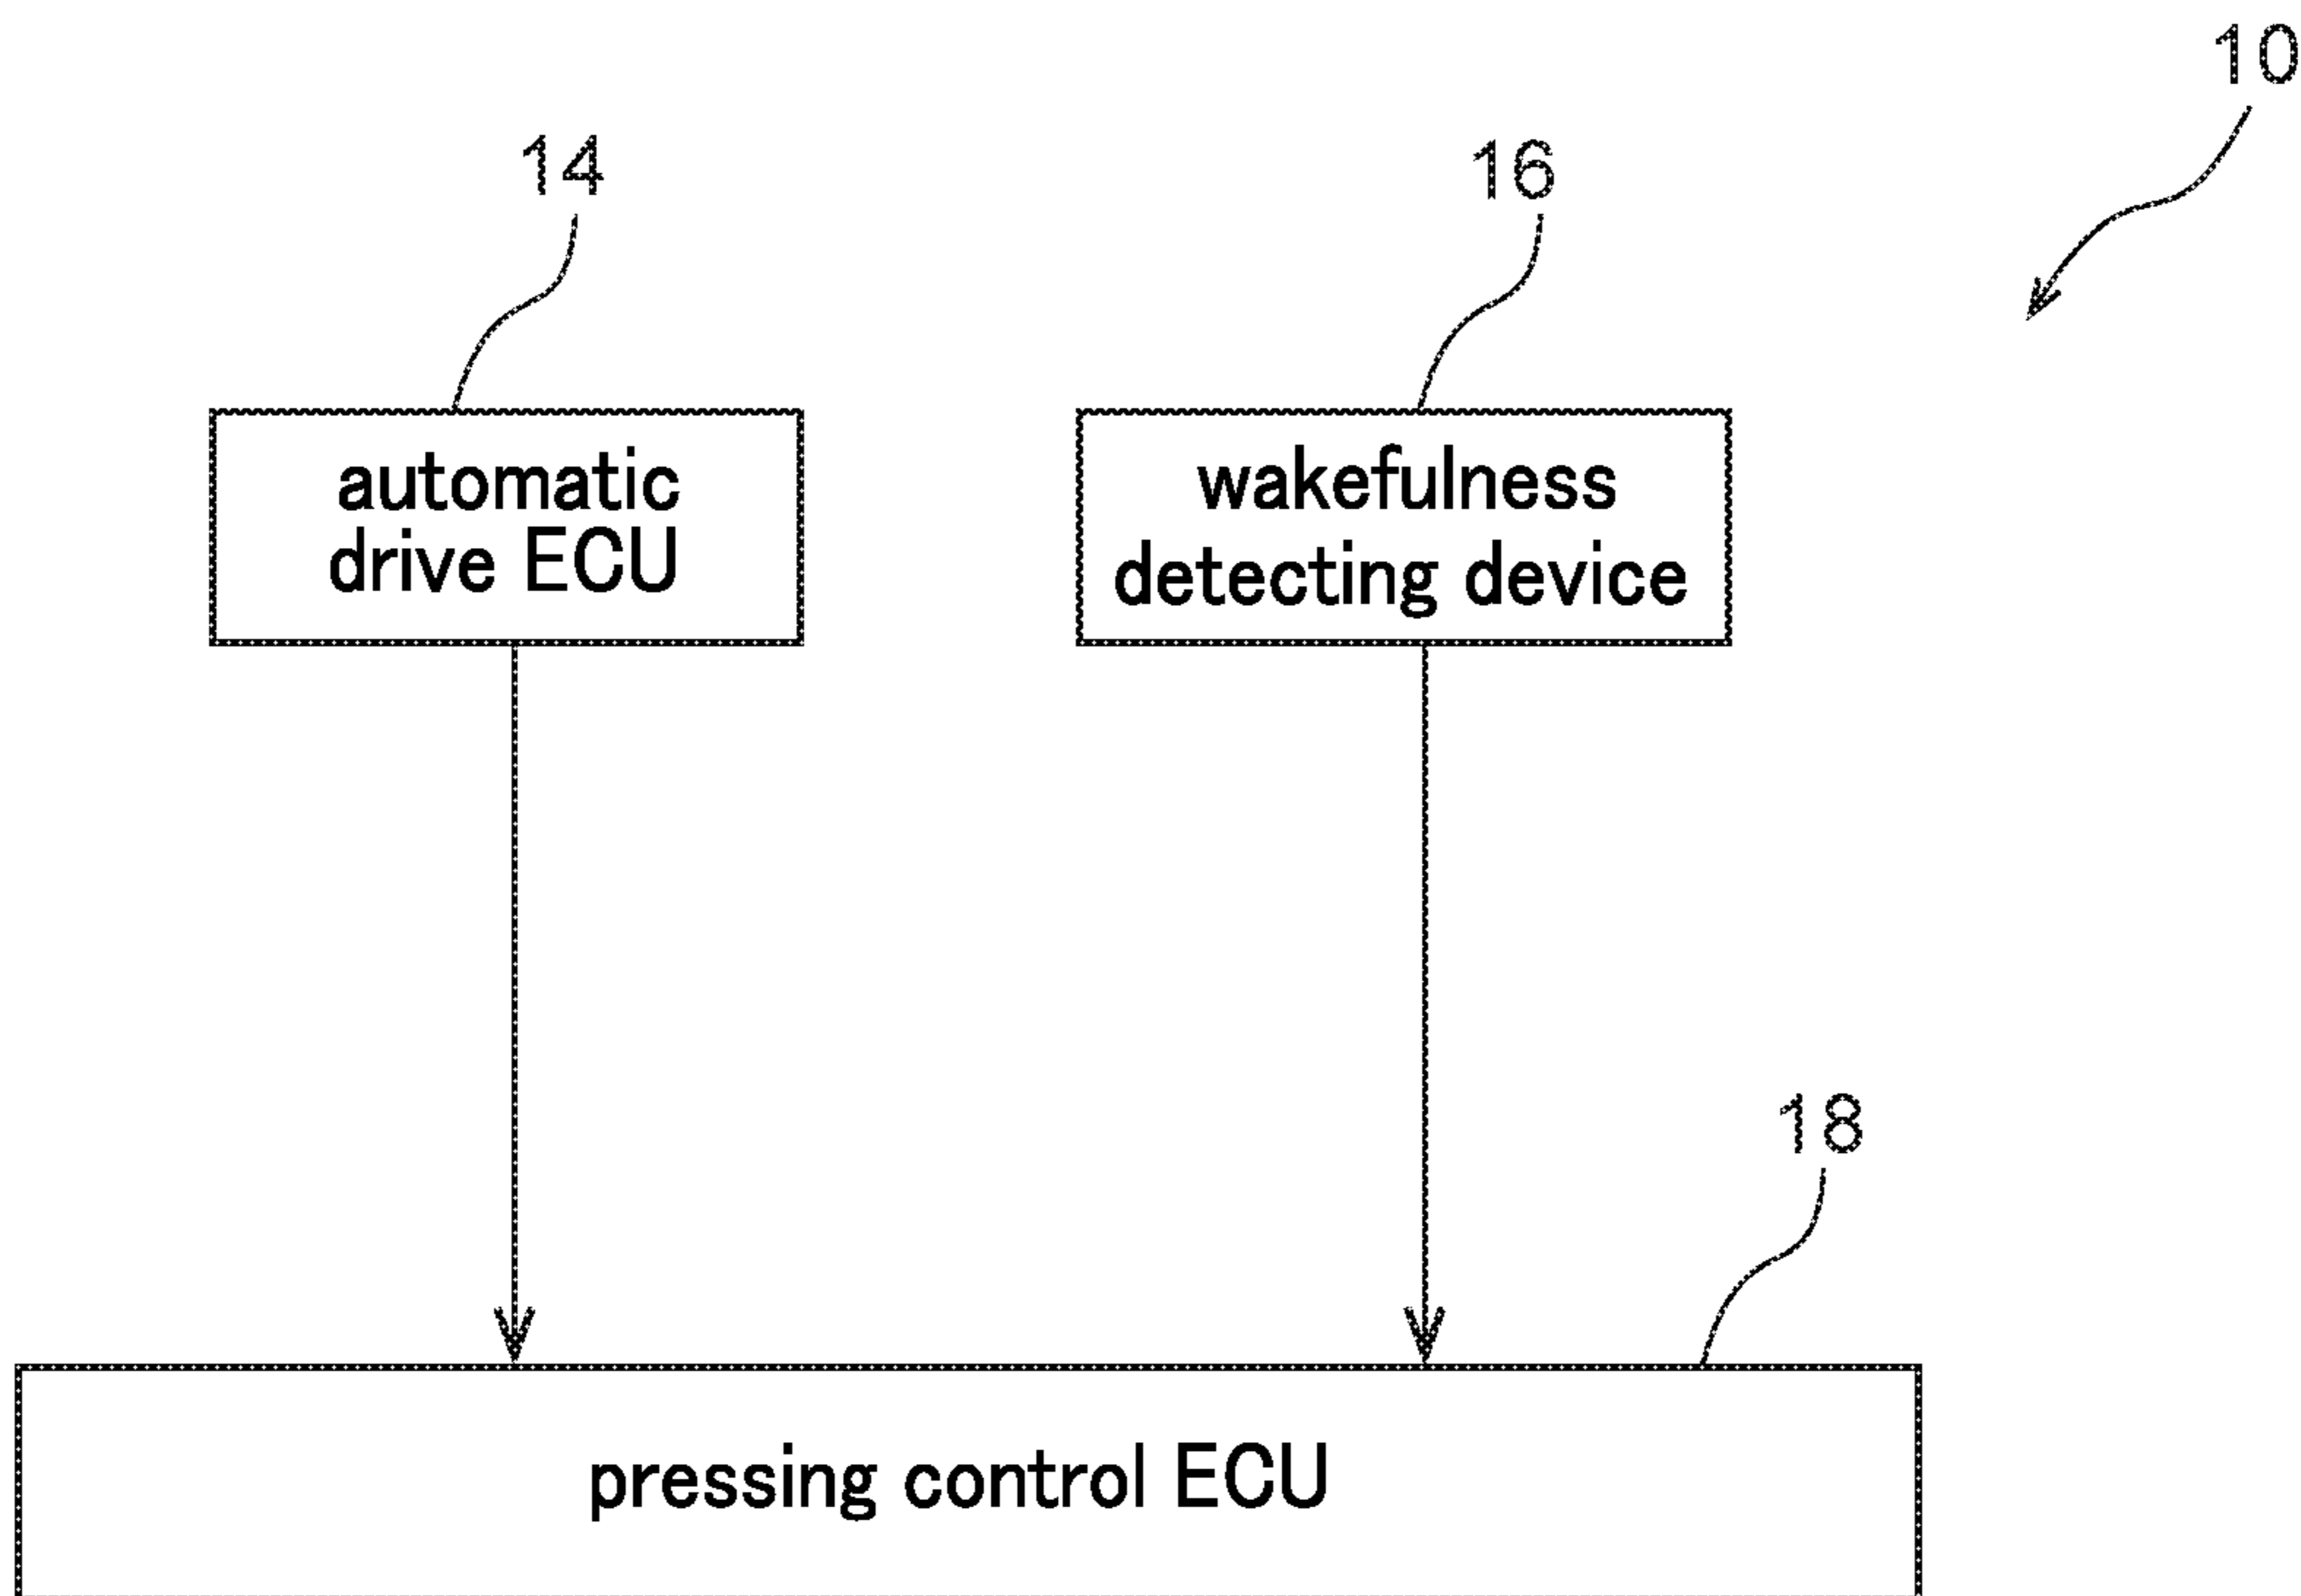 10
14
16
automatic
drive ECU
wakefulness
detecting device
18
pressing control ECU